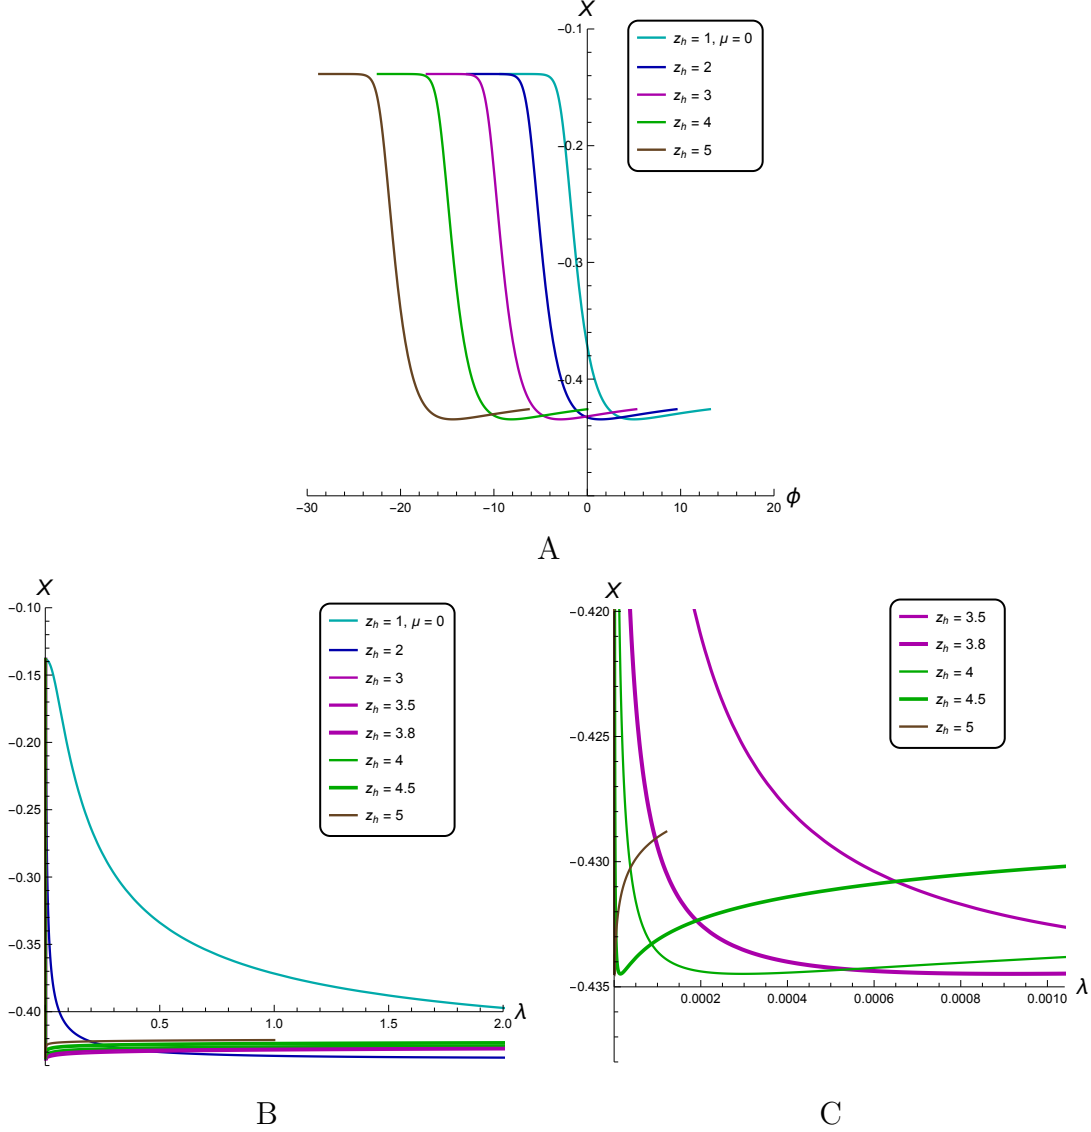 X
-0.1
z_h = 1, μ = 0
z_h = 2
z_h = 3
z_h = 4
z_h = 5
-0.2
-0.3
-0.4
-30 -20 -10 0 10 20 ϕ
A
X
-0.10
-0.15
-0.20
-0.25
-0.30
-0.35
-0.40
z_h = 1, μ = 0
z_h = 2
z_h = 3
z_h = 3.5
z_h = 3.8
z_h = 4
z_h = 4.5
z_h = 5
0.5 1.0 1.5 2.0 λ
B
X
-0.420
-0.425
-0.430
-0.435
z_h = 3.5
z_h = 3.8
z_h = 4
z_h = 4.5
z_h = 5
0.0002 0.0004 0.0006 0.0008 0.0010 λ
C